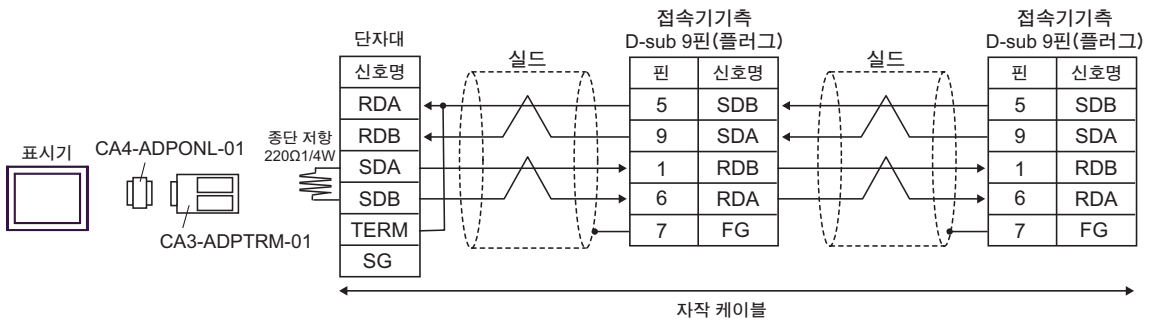 표시기
CA4-ADPONL-01
CA3-ADPTRM-01
종단 저항
220Ω1/4W
단자대
신호명
RDA
RDB
SDA
SDB
TERM
SG
실드
접속기기측
D-sub 9핀(플러그)
핀 신호명
5 SDB
9 SDA
1 RDB
6 RDA
7 FG
실드
접속기기측
D-sub 9핀(플러그)
핀 신호명
5 SDB
9 SDA
1 RDB
6 RDA
7 FG
자작 케이블